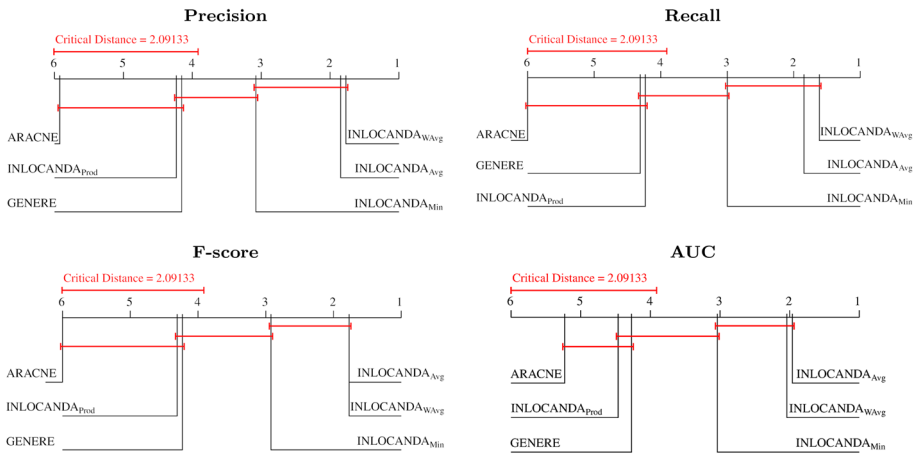 Precision
Critical Distance = 2.09133
6 5 4 3 2 1
ARACNE
INLOCANDA_WAvg
INLOCANDA_Prod
INLOCANDA_Avg
GENERE
INLOCANDA_Min
Recall
Critical Distance = 2.09133
6 5 4 3 2 1
ARACNE
INLOCANDA_WAvg
GENERE
INLOCANDA_Avg
INLOCANDA_Prod
INLOCANDA_Min
F-score
Critical Distance = 2.09133
6 5 4 3 2 1
ARACNE
INLOCANDA_Avg
INLOCANDA_Prod
INLOCANDA_WAvg
GENERE
INLOCANDA_Min
AUC
Critical Distance = 2.09133
6 5 4 3 2 1
ARACNE
INLOCANDA_Avg
INLOCANDA_Prod
INLOCANDA_WAvg
GENERE
INLOCANDA_Min